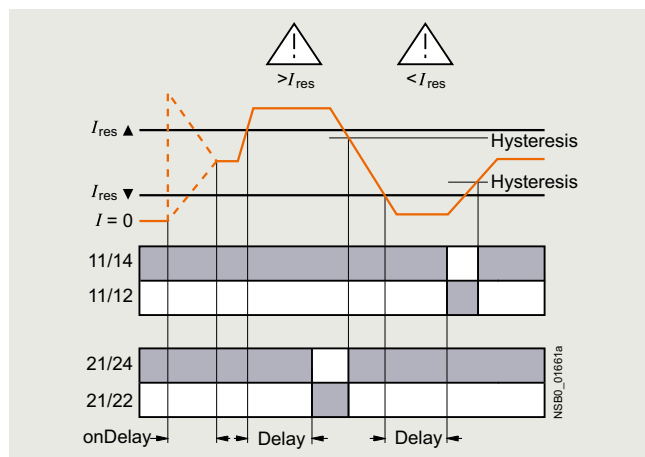 >Ires
<Ires
Ires ▲
Hysteresis
Ires ▼
Hysteresis
I = 0
11/14
11/12
21/24
21/22
onDelay
Delay
Delay
NSB0_01661a